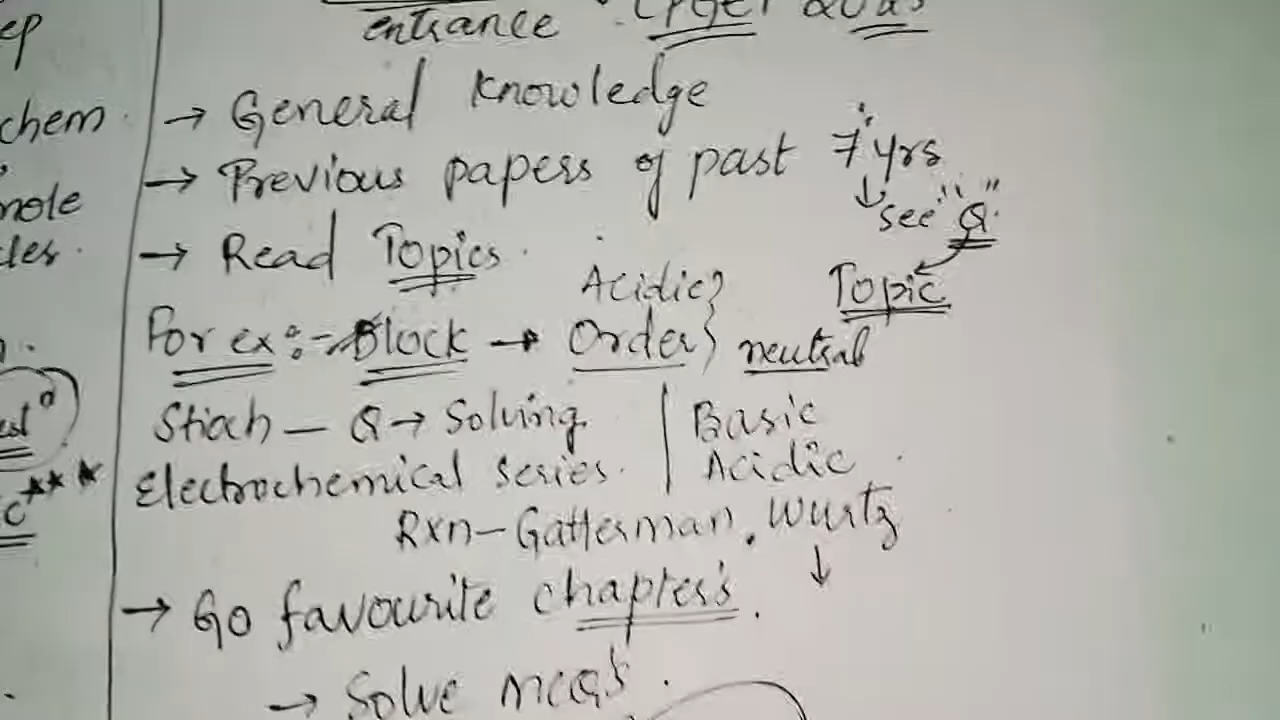 entrance
→ General Knowledge
→ Previous papers of past 7 yrs
↓ see "Q"
→ Read Topics.
Topic
Acidic
For ex:- Block → Order} neutral
Stioch — Q → Solving.
Basic
Electrochemical series.
Acidic
Rxn - Gatterman, Wurtz
↓
→ Go favourite chapters.
→ Solve mcqs.
chem